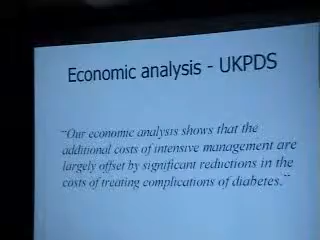 Economic analysis - UKPDS
"Our economic analysis shows that the
additional costs of intensive management are
largely offset by significant reductions in the
costs of treating complications of diabetes."